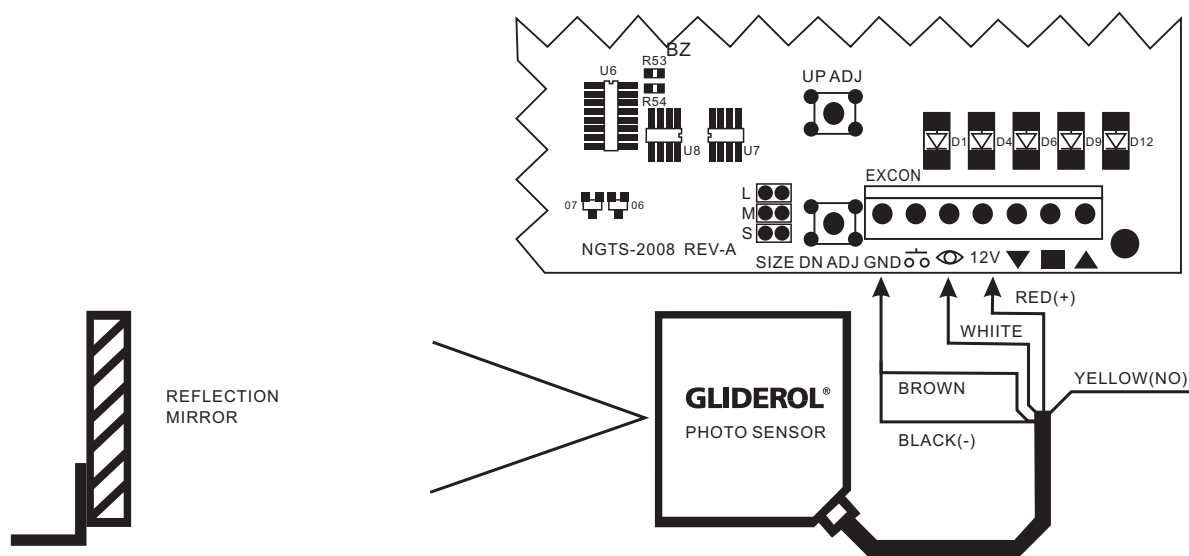 BZ
R53
U6
UP ADJ
R54
D1 D4 D6 D9 D12
U8 U7
EXCON
L
07 06
M
S
NGTS-2008 REV-A
SIZE DN ADJ GND 12V
RED(+)
WHIITE
YELLOW(NO)
BROWN
REFLECTION
MIRROR
GLIDEROL®
PHOTO SENSOR
BLACK(-)